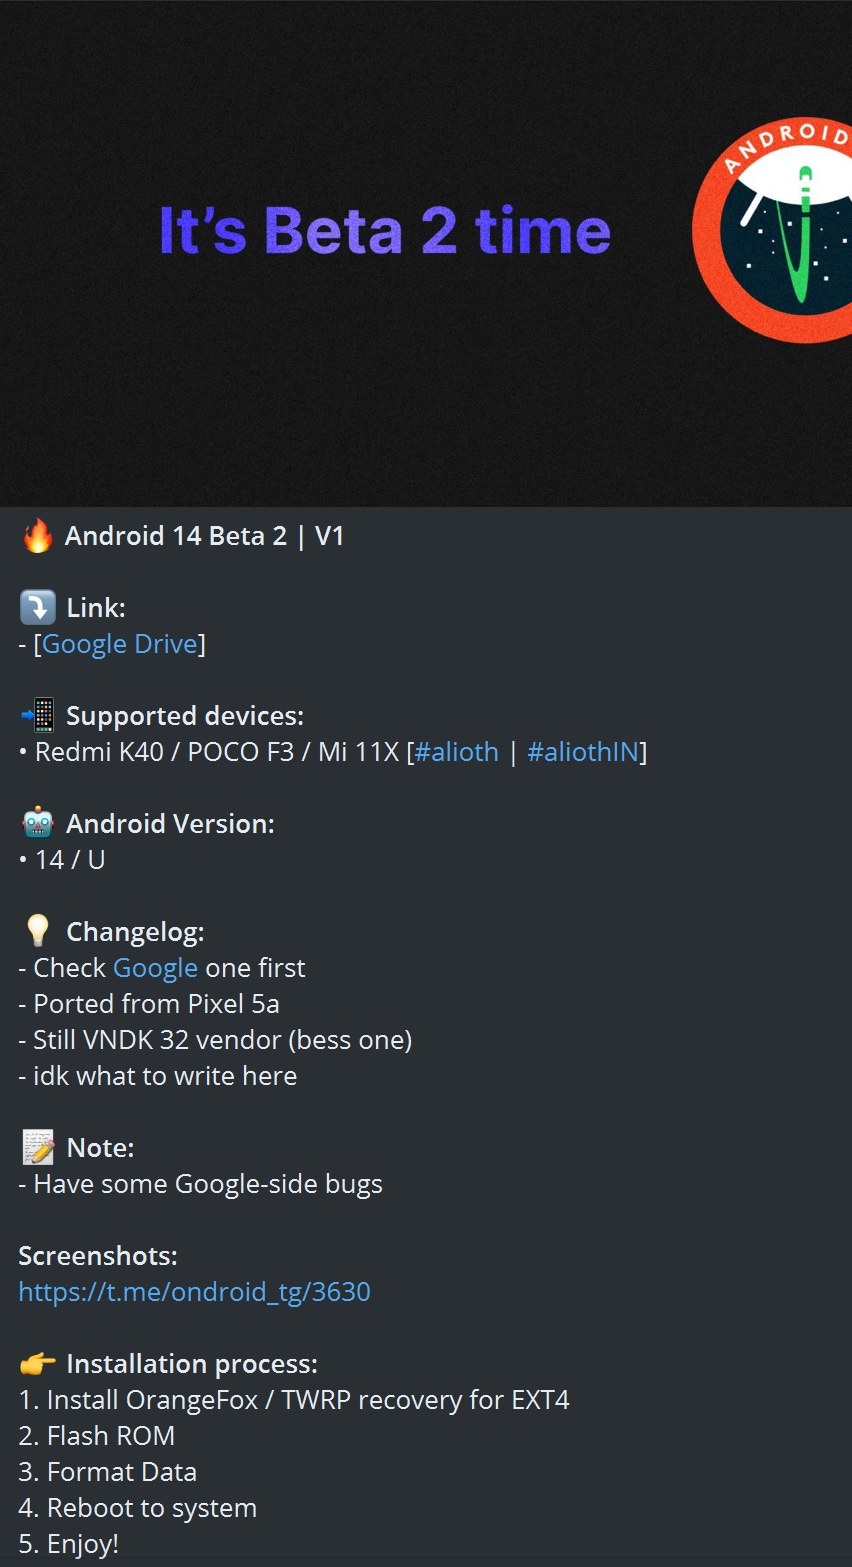 It's Beta 2 time
ANDROID
🔥 Android 14 Beta 2 | V1
⤵️ Link:
- [Google Drive]
📲 Supported devices:
• Redmi K40 / POCO F3 / Mi 11X [#alioth | #aliothIN]
🤖 Android Version:
• 14 / U
💡 Changelog:
- Check Google one first
- Ported from Pixel 5a
- Still VNDK 32 vendor (bess one)
- idk what to write here
📝 Note:
- Have some Google-side bugs
Screenshots:
https://t.me/ondroid_tg/3630
👉 Installation process:
1. Install OrangeFox / TWRP recovery for EXT4
2. Flash ROM
3. Format Data
4. Reboot to system
5. Enjoy!